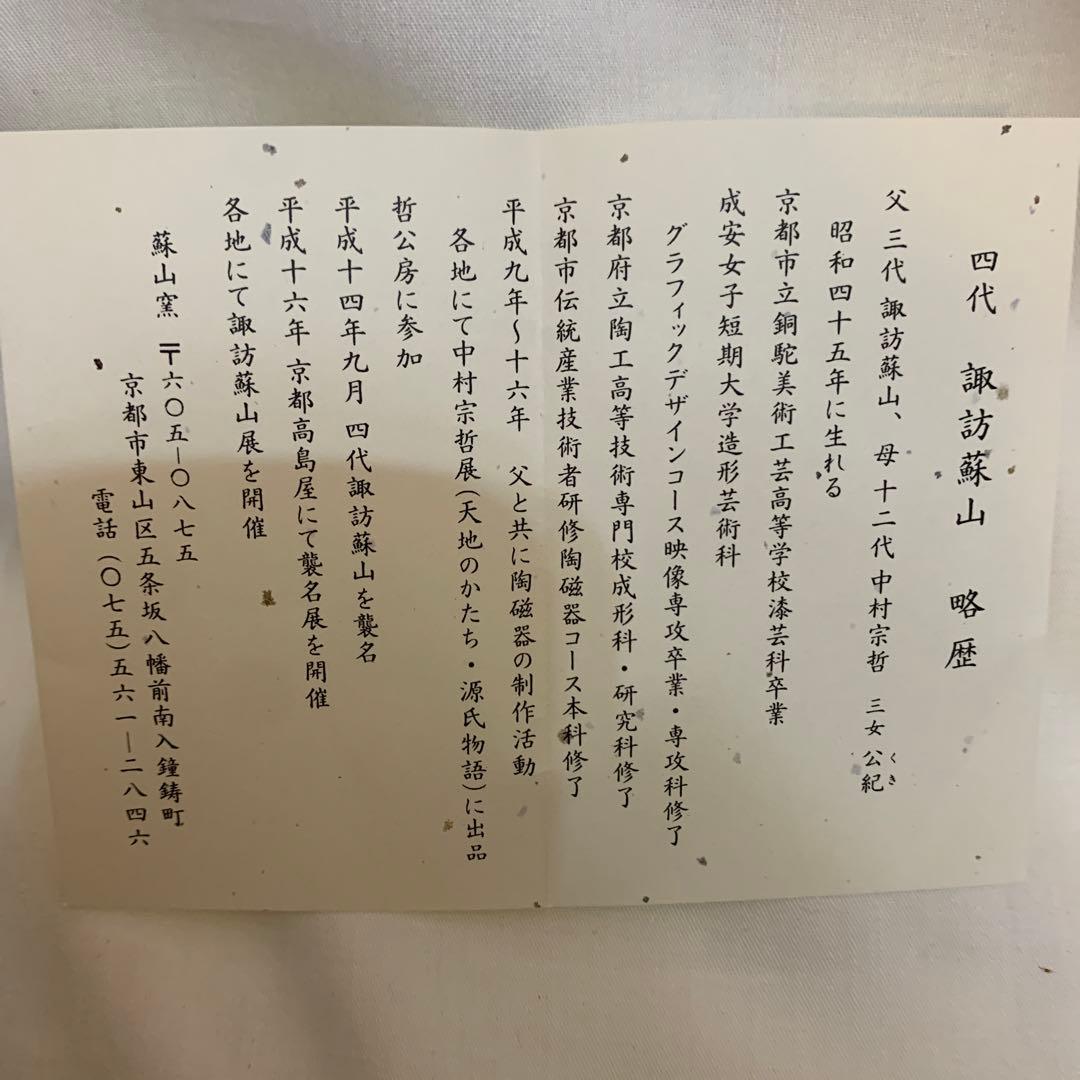 四代 諏訪蘇山 略歴
父 三代 諏訪蘇山、母 十二代 中村宗哲 三女 公紀
くき
昭和四十五年に生れる
京都市立銅駝美術工芸高等学校漆芸科卒業
成安女子短期大学造形芸術科
グラフィックデザインコース映像専攻卒業・専攻科修了
京都府立陶工高等技術専門校成形科・研究科修了
京都市伝統産業技術者研修陶磁器コース本科修了
平成九年〜十六年 父と共に陶磁器の制作活動
各地にて中村宗哲展(天地のかたち・源氏物語)に出品
哲公房に参加
平成十四年九月 四代諏訪蘇山を襲名
平成十六年 京都高島屋にて襲名展を開催
各地にて諏訪蘇山展を開催
蘇山窯 〒六〇五―〇八七五
京都市東山区五条坂八幡前南入鐘鋳町
電話(〇七五)五六一―二八四六